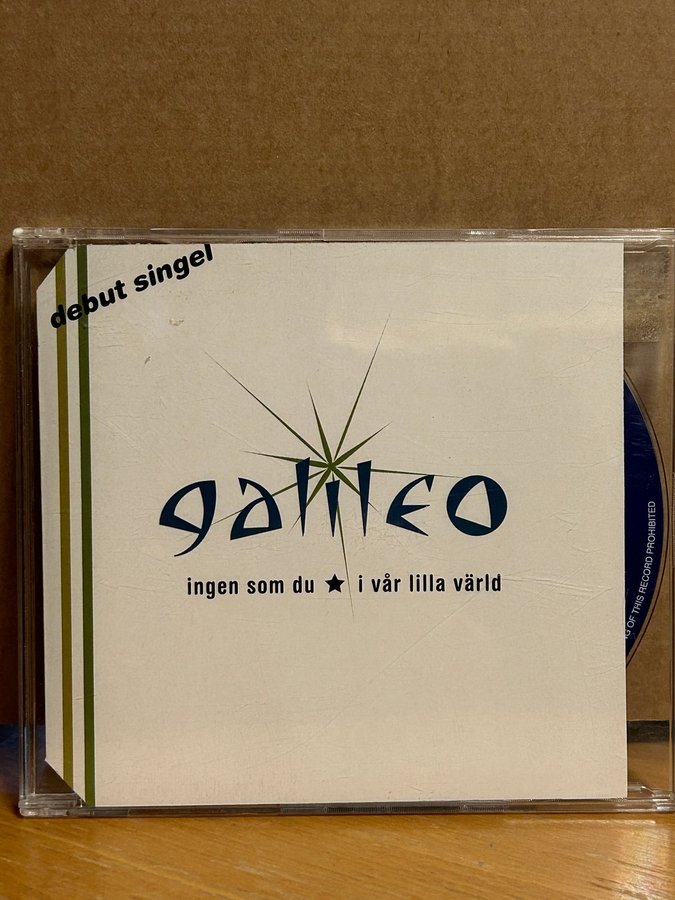 debut singel
galileo
ingen som du ★ i vår lilla värld
OF THIS RECORD PROHIBITED